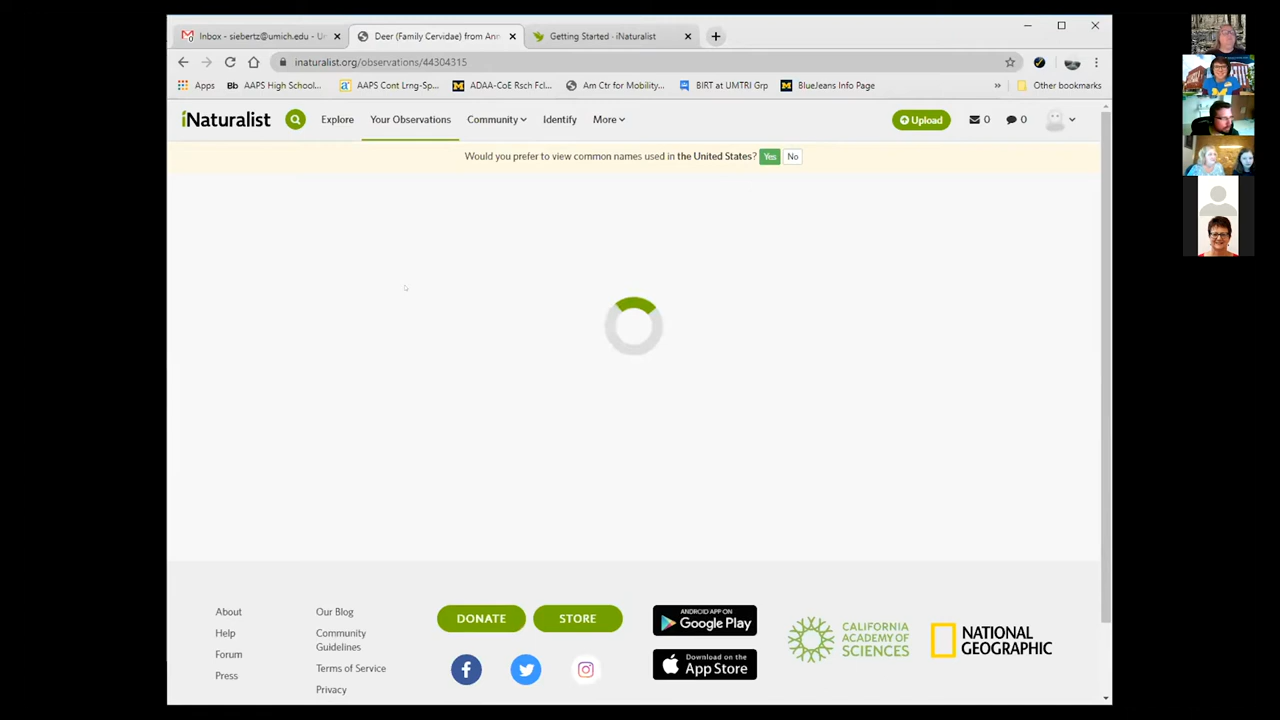 Inbox - siebertz@umich.edu - U
Deer (Family Cervidae) from Ann
Getting Started · iNaturalist
inaturalist.org/observations/44304315
Apps
Bb AAPS High School...
AAPS Cont Lrng-Sp...
ADAA-CoE Rsch Fcl...
Am Ctr for Mobility...
BIRT at UMTRI Grp
BlueJeans Info Page
»
Other bookmarks
iNaturalist
Explore
Your Observations
Community
Identify
More
Upload
0
0
Would you prefer to view common names used in the United States? Yes No
About
Help
Forum
Press
Our Blog
Community
Guidelines
Terms of Service
Privacy
DONATE
STORE
ANDROID APP ON
Google Play
Download on the
App Store
CALIFORNIA
ACADEMY OF
SCIENCES
NATIONAL
GEOGRAPHIC